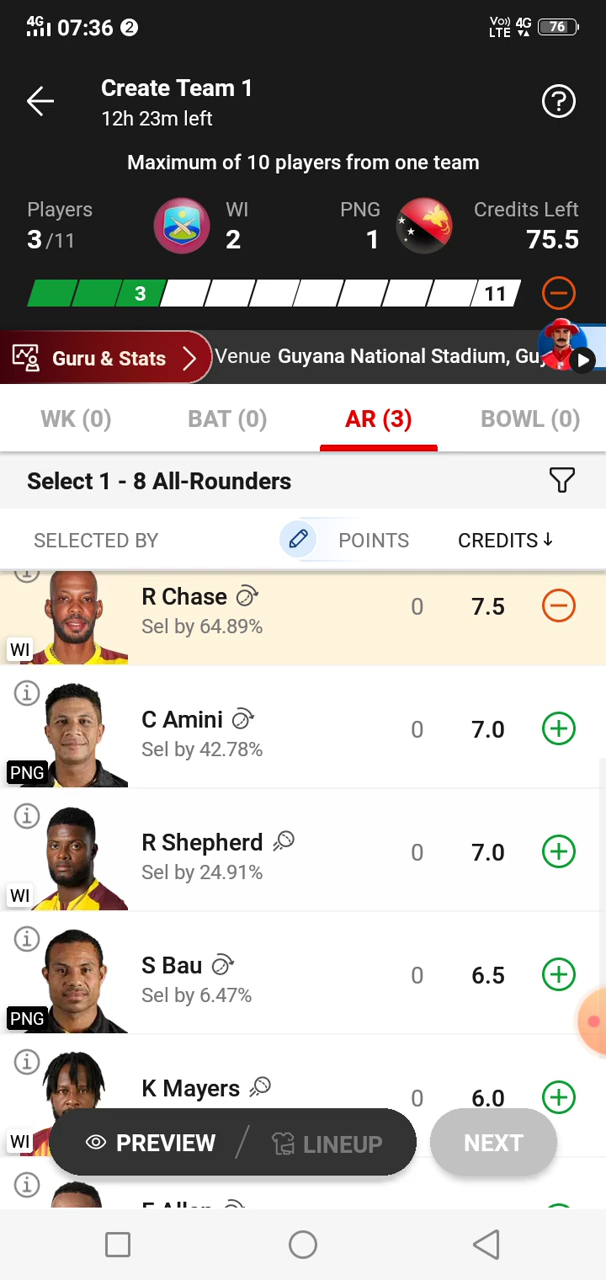 4G 07:36 2 Vo) LTE 4G 76
Create Team 1
12h 23m left
?
Maximum of 10 players from one team
Players WI PNG Credits Left
3/11 2 1 75.5
3 11
Guru & Stats Venue Guyana National Stadium, Guy
WK (0) BAT (0) AR (3) BOWL (0)
Select 1 - 8 All-Rounders
SELECTED BY POINTS CREDITS↓
R Chase 0 7.5
Sel by 64.89%
WI
C Amini 0 7.0
Sel by 42.78%
PNG
R Shepherd 0 7.0
Sel by 24.91%
WI
S Bau 0 6.5
Sel by 6.47%
PNG
K Mayers 0 6.0
WI
PREVIEW / LINEUP NEXT